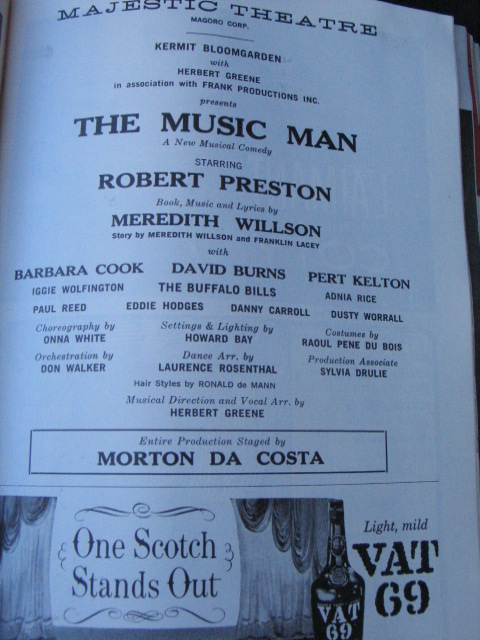 MAJESTIC THEATRE
MAGORO CORP.
KERMIT BLOOMGARDEN
with
HERBERT GREENE
in association with FRANK PRODUCTIONS INC.
presents
THE MUSIC MAN
A New Musical Comedy
STARRING
ROBERT PRESTON
Book, Music and Lyrics by
MEREDITH WILLSON
Story by MEREDITH WILLSON and FRANKLIN LACEY
with
BARBARA COOK DAVID BURNS PERT KELTON
IGGIE WOLFINGTON THE BUFFALO BILLS ADNIA RICE
PAUL REED EDDIE HODGES DANNY CARROLL DUSTY WORRALL
Choreography by Settings & Lighting by Costumes by
ONNA WHITE HOWARD BAY RAOUL PENE DU BOIS
Orchestration by Dance Arr. by Production Associate
DON WALKER LAURENCE ROSENTHAL SYLVIA DRULIE
Hair Styles by RONALD de MANN
Musical Direction and Vocal Arr. by
HERBERT GREENE
Entire Production Staged by
MORTON DA COSTA
One Scotch
Stands Out
Light, mild
VAT
69
VAT
69